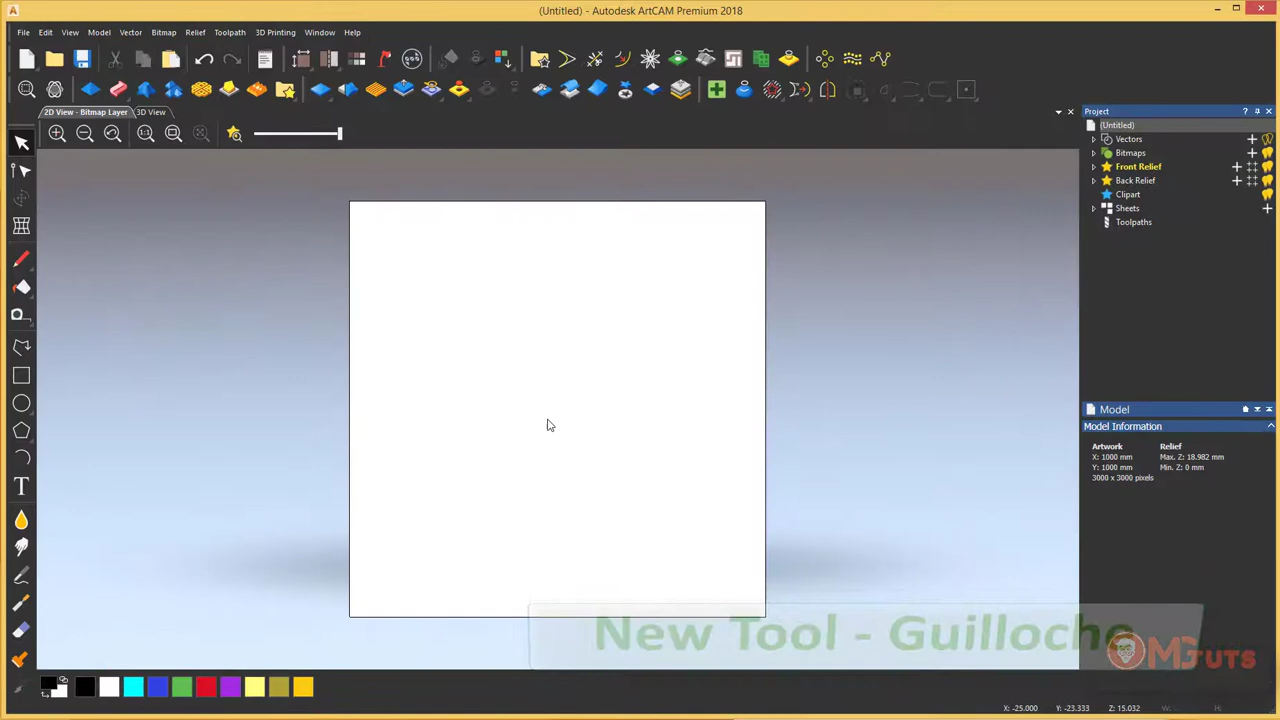 (Untitled) - Autodesk ArtCAM Premium 2018
File Edit View Model Vector Bitmap Relief Toolpath 3D Printing Window Help
2D View - Bitmap Layer 3D View
Project
(Untitled)
Vectors
Bitmaps
Front Relief
Back Relief
Clipart
Sheets
Toolpaths
Model
Model Information
Artwork Relief
X: 1000 mm Max. Z: 18.982 mm
Y: 1000 mm Min. Z: 0 mm
3000 x 3000 pixels
New Tool - Guilloche
OMGTUTS
X: -25.000 Y: -23.333 Z: 15.032 W: H: